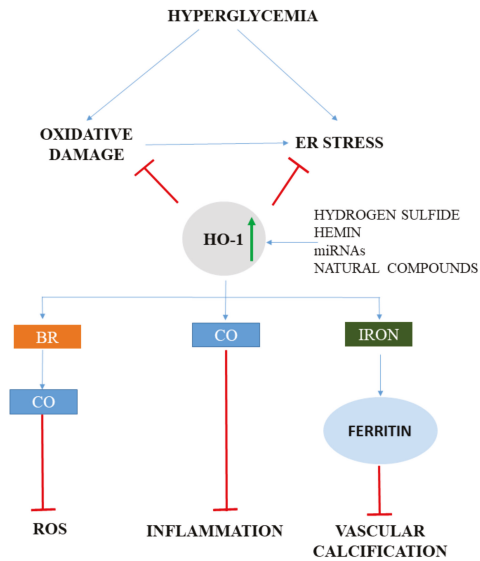 HYPERGLYCEMIA
OXIDATIVE
DAMAGE
ER STRESS
HO-1
HYDROGEN SULFIDE
HEMIN
miRNAs
NATURAL COMPOUNDS
BR
CO
IRON
CO
FERRITIN
ROS
INFLAMMATION
VASCULAR
CALCIFICATION